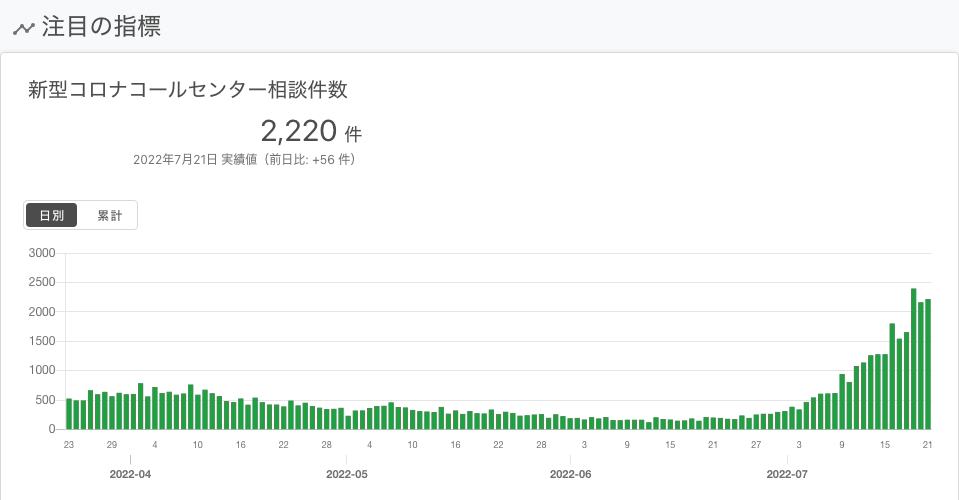 注目の指標
新型コロナコールセンター相談件数
2,220 件
2022年7月21日 実績値（前日比: +56 件）
日別 累計
3000
2500
2000
1500
1000
500
0
23 29 4 10 16 22 28 4 10 16 22 28 3 9 15 21 27 3 9 15 21
2022-04 2022-05 2022-06 2022-07